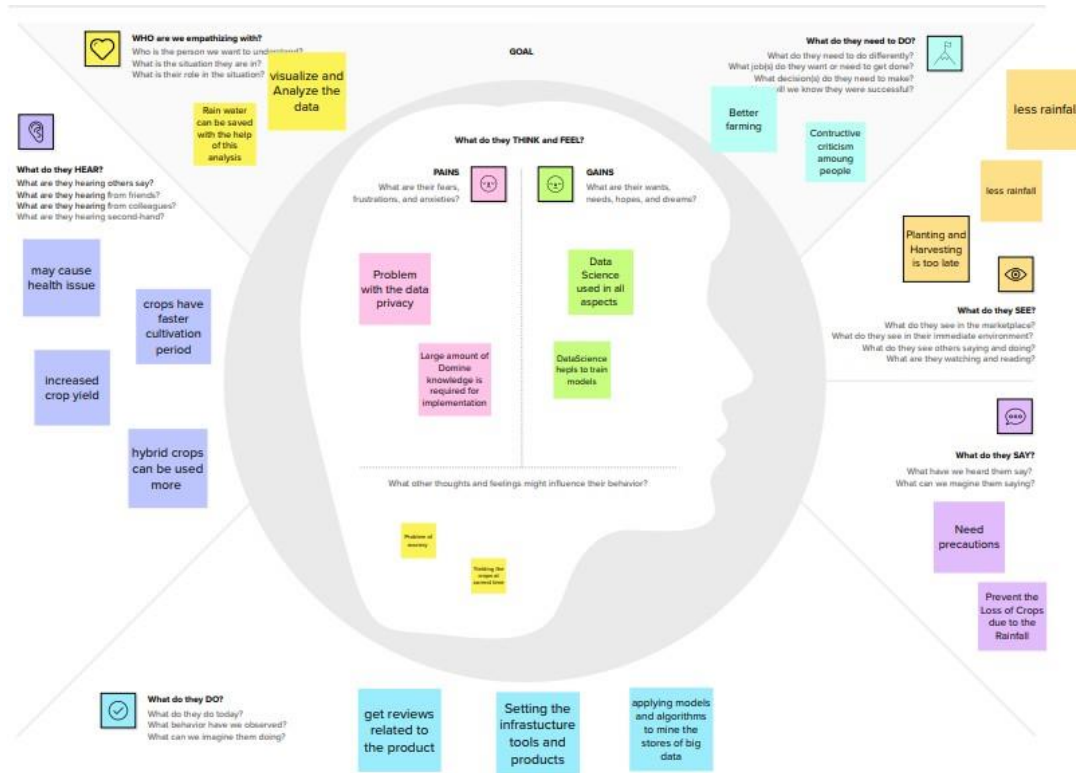 WHO are we empathizing with?
Who is the person we want to understand?
What is the situation they are in?
What is their role in the situation?
visualize and
Analyze the
data
Rain water
can be saved
with the help
of this
analysis
GOAL
What do they need to DO?
What do they need to do differently?
What job(s) do they want or need to get done?
What decision(s) do they need to make?
we know they were successful?
Better
farming
Contructive
criticism
amoung
people
What do they HEAR?
What are they hearing others say?
What are they hearing from friends?
What are they hearing from colleagues?
What are they hearing second-hand?
may cause
health issue
crops have
faster
cultivation
period
Increased
crop yield
hybrid crops
can be used
more
What do they THINK and FEEL?
PAINS
What are their fears,
frustrations, and anxieties?
GAINS
What are their wants,
needs, hopes, and dreams?
Problem
with the data
privacy
Large amount of
Domine
knowledge is
required for
implementation
Data
Science
used in all
aspects
DataScience
hepls to train
models
What other thoughts and feelings might influence their behavior?
Problem of
crops at
less rainfall
less rainfall
Planting and
Harvesting
is too late
What do they SEE?
What do they see in the marketplace?
What do they see in their immediate environment?
What do they see others saying and doing?
What are they watching and reading?
What do they SAY?
What have we heard them say?
What can we magine them saying?
Need
precautions
Prevent the
Loss of Crops
due to the
Rainfall
What do they DO?
What do they do today?
What behavior have we observed?
What can we imagine them doing?
get reviews
related to
the product
Setting the
infrastucture
tools and
products
applying models
and algorithms
to mine the
stores of big
data